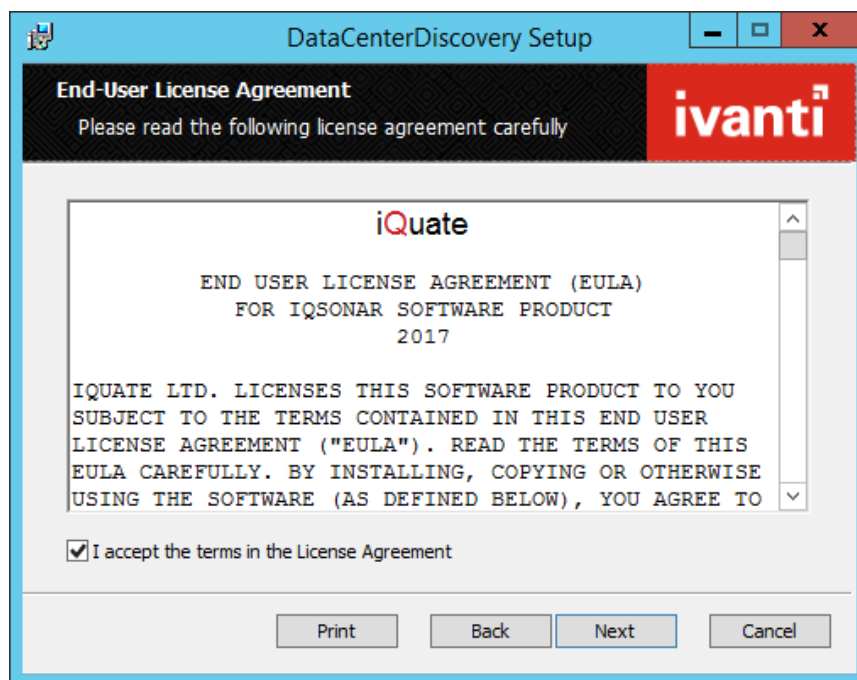 DataCenterDiscovery Setup
End-User License Agreement
Please read the following license agreement carefully
ivanti
iQuate
END USER LICENSE AGREEMENT (EULA)
FOR IQSONAR SOFTWARE PRODUCT
2017
IQUATE LTD. LICENSES THIS SOFTWARE PRODUCT TO YOU
SUBJECT TO THE TERMS CONTAINED IN THIS END USER
LICENSE AGREEMENT ("EULA"). READ THE TERMS OF THIS
EULA CAREFULLY. BY INSTALLING, COPYING OR OTHERWISE
USING THE SOFTWARE (AS DEFINED BELOW), YOU AGREE TO
I accept the terms in the License Agreement
Print Back Next Cancel